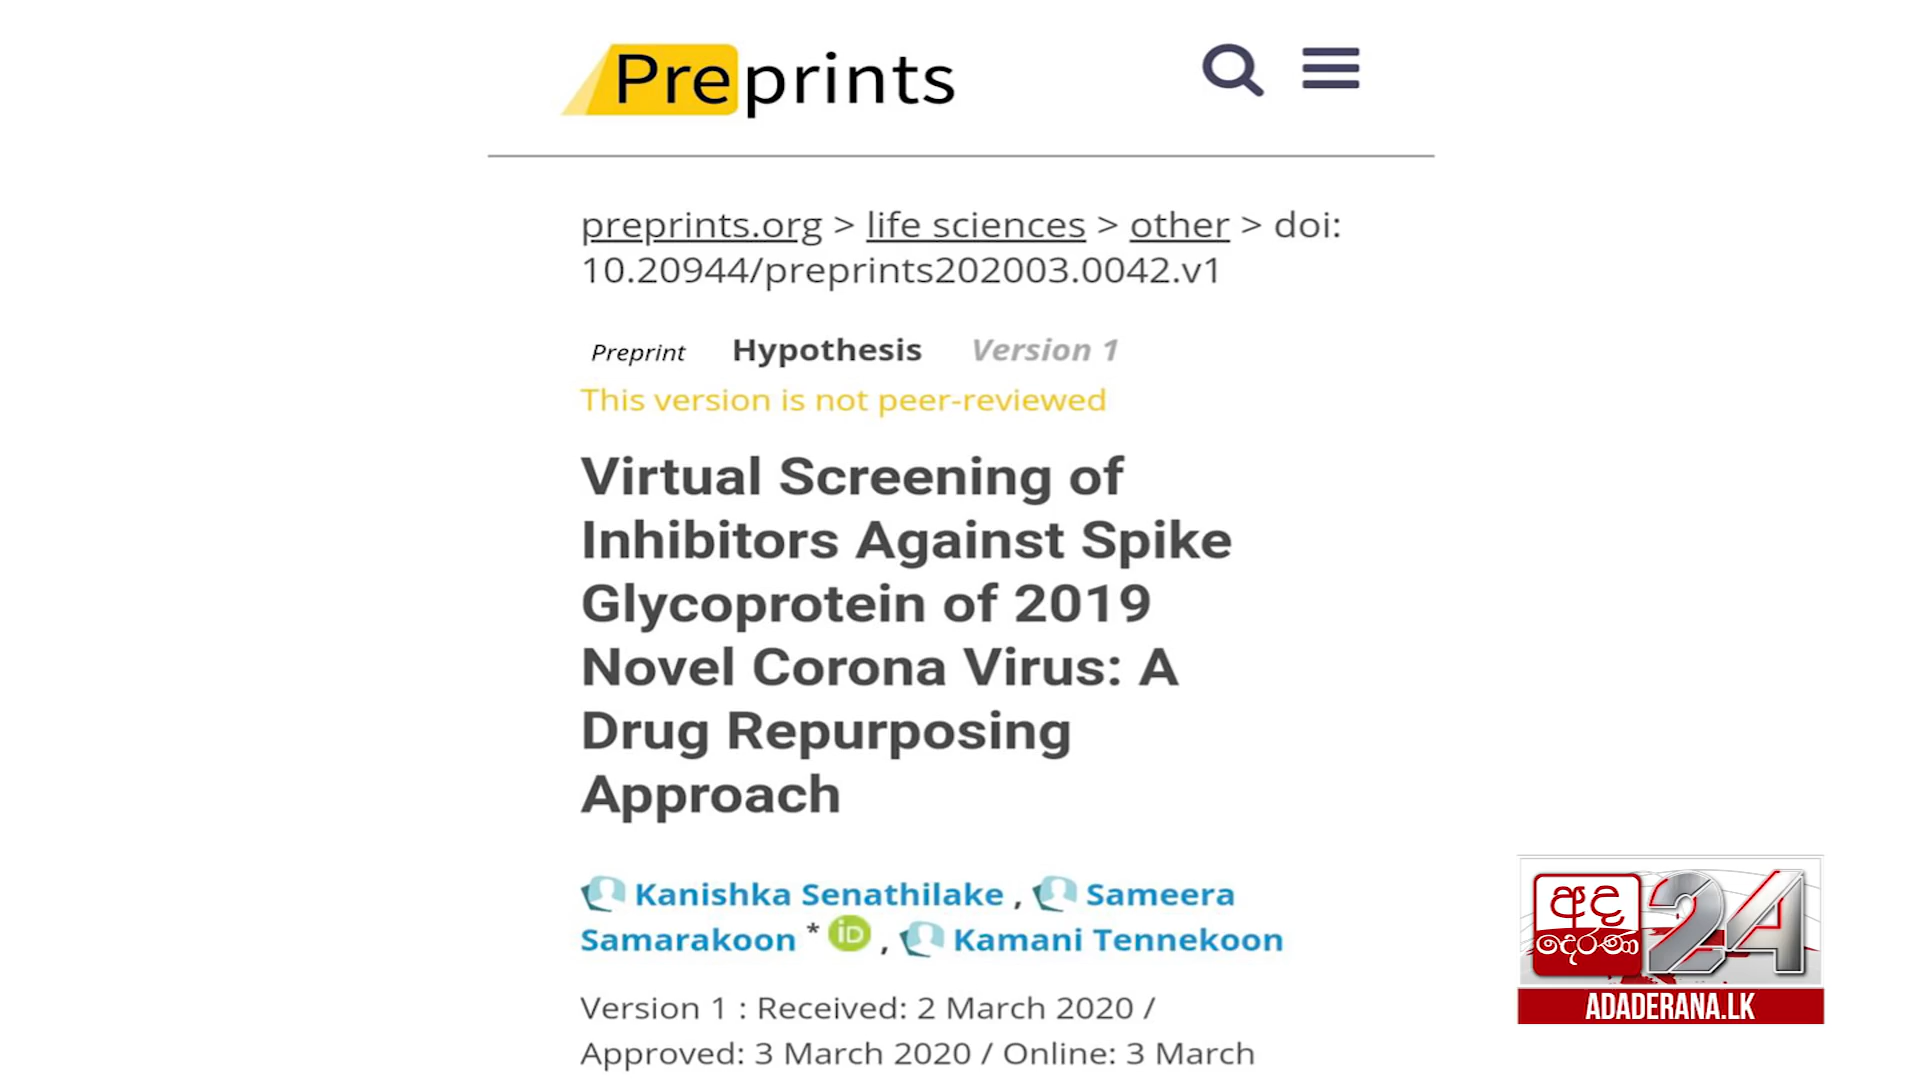 Preprints
preprints.org > life sciences > other > doi:
10.20944/preprints202003.0042.v1
Preprint Hypothesis Version 1
This version is not peer-reviewed
Virtual Screening of
Inhibitors Against Spike
Glycoprotein of 2019
Novel Corona Virus: A
Drug Repurposing
Approach
Kanishka Senathilake , Sameera
Samarakoon * iD , Kamani Tennekoon
Version 1 : Received: 2 March 2020 /
Approved: 3 March 2020 / Online: 3 March
අද
දෙරණ
24
ADADERANA.LK